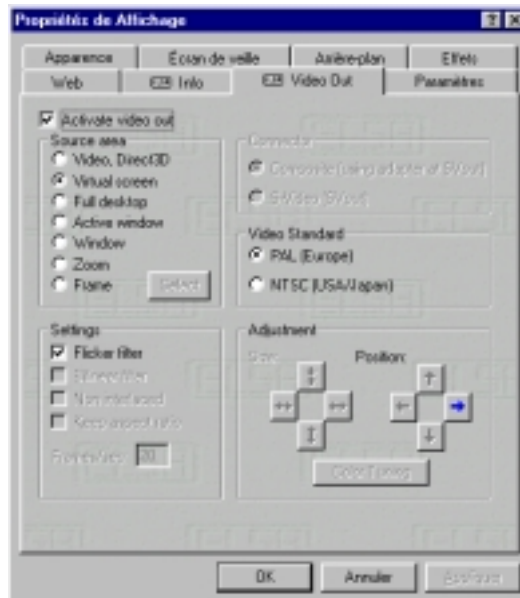 Propriétés de Affichage
Apparence
Écran de veille
Arrière-plan
Effets
Web
Info
Video Out
Paramètres
Activate video out
Source area
Video, Direct3D
Virtual screen
Full desktop
Active window
Window
Zoom
Frame
Select
Connector
Composite (using adapter at SVout)
S-Video (SVout)
Video Standard
PAL (Europe)
NTSC (USA/Japan)
Settings
Flicker filter
Bilinear filter
Non interlaced
Keep aspect ratio
Frames/sec: 20
Adjustment
Size:
Position:
Color Tuning
OK
Annuler
Appliquer